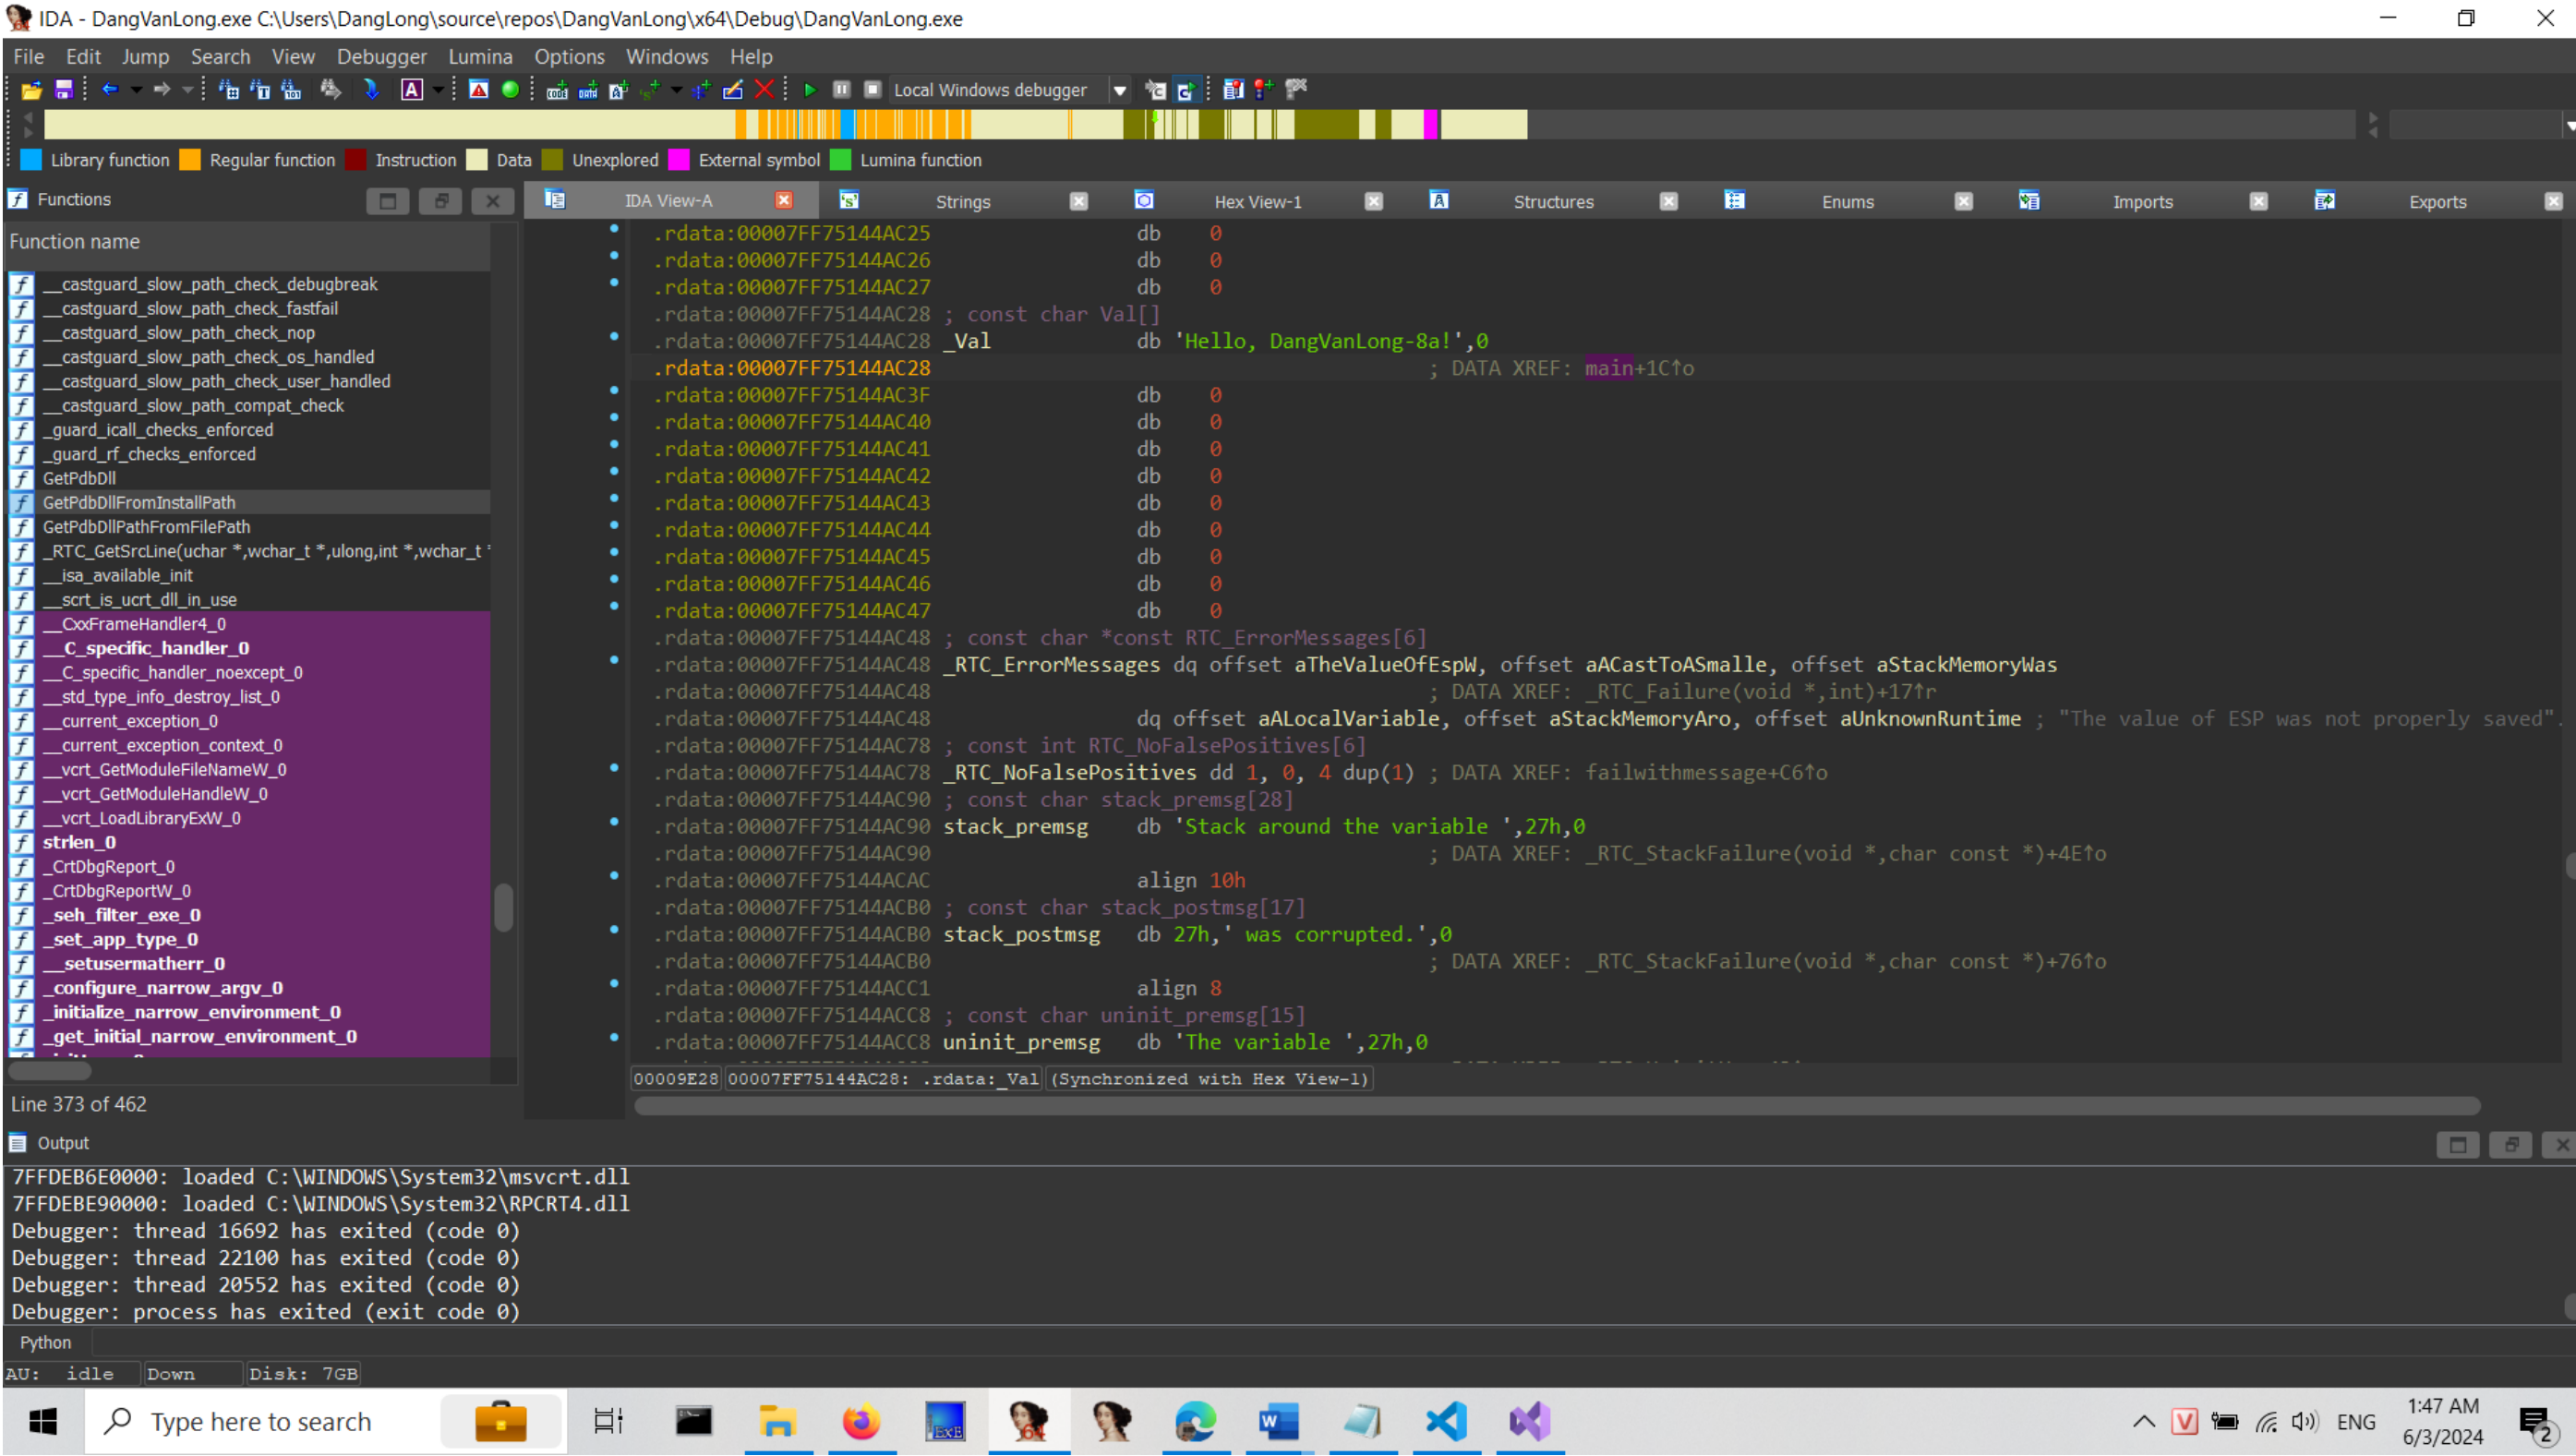 IDA - DangVanLong.exe C:\Users\DangLong\source\repos\DangVanLong\x64\Debug\DangVanLong.exe
File Edit Jump Search View Debugger Lumina Options Windows Help
Local Windows debugger
Library function Regular function Instruction Data Unexplored External symbol Lumina function
Functions
Function name
__castguard_slow_path_check_debugbreak
__castguard_slow_path_check_fastfail
__castguard_slow_path_check_nop
__castguard_slow_path_check_os_handled
__castguard_slow_path_check_user_handled
__castguard_slow_path_compat_check
_guard_icall_checks_enforced
_guard_rf_checks_enforced
GetPdbDll
GetPdbDllFromInstallPath
GetPdbDllPathFromFilePath
_RTC_GetSrcLine(uchar *,wchar_t *,ulong,int *,wchar_t *
__isa_available_init
__scrt_is_ucrt_dll_in_use
__CxxFrameHandler4_0
__C_specific_handler_0
__C_specific_handler_noexcept_0
__std_type_info_destroy_list_0
__current_exception_0
__current_exception_context_0
__vcrt_GetModuleFileNameW_0
__vcrt_GetModuleHandleW_0
__vcrt_LoadLibraryExW_0
strlen_0
_CrtDbgReport_0
_CrtDbgReportW_0
_seh_filter_exe_0
_set_app_type_0
__setusermatherr_0
_configure_narrow_argv_0
_initialize_narrow_environment_0
_get_initial_narrow_environment_0
Line 373 of 462
IDA View-A Strings Hex View-1 Structures Enums Imports Exports
.rdata:00007FF75144AC25 db 0
.rdata:00007FF75144AC26 db 0
.rdata:00007FF75144AC27 db 0
.rdata:00007FF75144AC28 ; const char Val[]
.rdata:00007FF75144AC28 _Val db 'Hello, DangVanLong-8a!',0
.rdata:00007FF75144AC28 ; DATA XREF: main+1C↑o
.rdata:00007FF75144AC3F db 0
.rdata:00007FF75144AC40 db 0
.rdata:00007FF75144AC41 db 0
.rdata:00007FF75144AC42 db 0
.rdata:00007FF75144AC43 db 0
.rdata:00007FF75144AC44 db 0
.rdata:00007FF75144AC45 db 0
.rdata:00007FF75144AC46 db 0
.rdata:00007FF75144AC47 db 0
.rdata:00007FF75144AC48 ; const char *const RTC_ErrorMessages[6]
.rdata:00007FF75144AC48 _RTC_ErrorMessages dq offset aTheValueOfEspW, offset aACastToASmalle, offset aStackMemoryWas
.rdata:00007FF75144AC48 ; DATA XREF: _RTC_Failure(void *,int)+17↑r
.rdata:00007FF75144AC48 dq offset aALocalVariable, offset aStackMemoryAro, offset aUnknownRuntime ; "The value of ESP was not properly saved".
.rdata:00007FF75144AC78 ; const int RTC_NoFalsePositives[6]
.rdata:00007FF75144AC78 _RTC_NoFalsePositives dd 1, 0, 4 dup(1) ; DATA XREF: failwithmessage+C6↑o
.rdata:00007FF75144AC90 ; const char stack_premsg[28]
.rdata:00007FF75144AC90 stack_premsg db 'Stack around the variable ',27h,0
.rdata:00007FF75144AC90 ; DATA XREF: _RTC_StackFailure(void *,char const *)+4E↑o
.rdata:00007FF75144ACAC align 10h
.rdata:00007FF75144ACB0 ; const char stack_postmsg[17]
.rdata:00007FF75144ACB0 stack_postmsg db 27h,' was corrupted.',0
.rdata:00007FF75144ACB0 ; DATA XREF: _RTC_StackFailure(void *,char const *)+76↑o
.rdata:00007FF75144ACC1 align 8
.rdata:00007FF75144ACC8 ; const char uninit_premsg[15]
.rdata:00007FF75144ACC8 uninit_premsg db 'The variable ',27h,0
00009E28 00007FF75144AC28: .rdata:_Val (Synchronized with Hex View-1)
Output
7FFDEB6E0000: loaded C:\WINDOWS\System32\msvcrt.dll
7FFDEBE90000: loaded C:\WINDOWS\System32\RPCRT4.dll
Debugger: thread 16692 has exited (code 0)
Debugger: thread 22100 has exited (code 0)
Debugger: thread 20552 has exited (code 0)
Debugger: process has exited (exit code 0)
Python
AU: idle Down Disk: 7GB
Type here to search
ENG
1:47 AM
6/3/2024
2